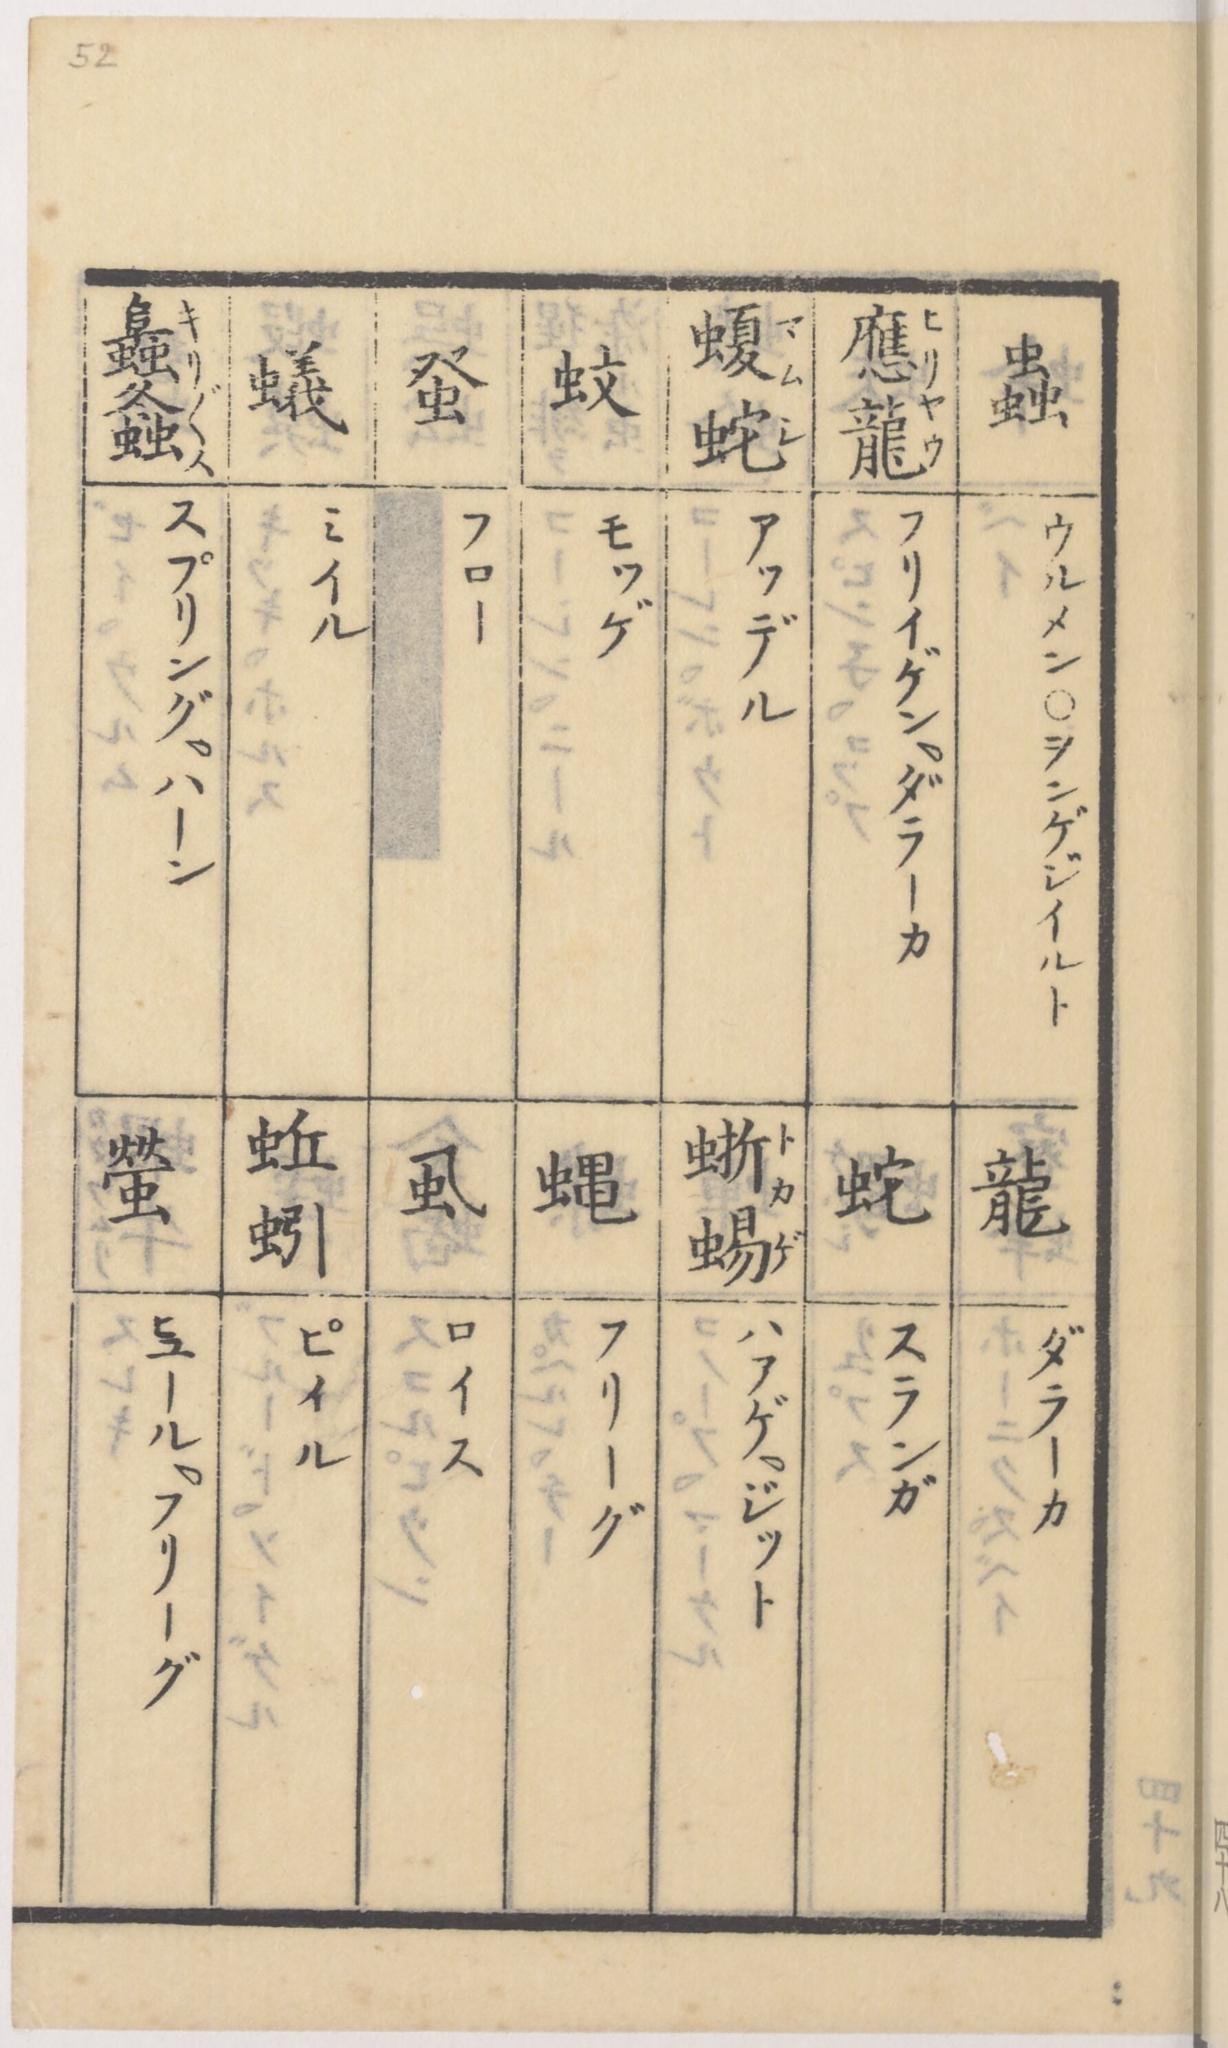 52
蟲
ウルメン○ヲンゲジイルト
應龍
ヒリヤウ
フリイゲン。ダラーカ
蝮蛇
マムシ
アッデル
蚊
モッゲ
蚤
フロー
蟻
ミイル
螽
キリ〴〵ス
スプリング。ハーン
龍
ダラーカ
蛇
スランガ
蜥蜴
トカゲ
ハアゲ。ジット
蝿
フリーグ
虱
ロイス
蚯蚓
ピイル
螢
ヒュール。フリーグ
四十八